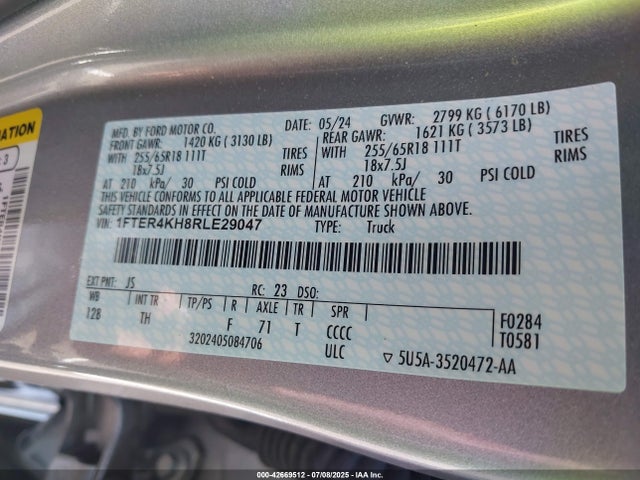 MATION
MFD. BY FORD MOTOR CO.
DATE: 05/24 GVWR: 2799 KG ( 6170 LB)
FRONT GAWR: 1420 KG ( 3130 LB)
WITH 255/65R18 111T TIRES
18x7.5J RIMS
AT 210 kPa/ 30 PSI COLD
REAR GAWR: 1621 KG ( 3573 LB)
WITH 255/65R18 111T TIRES
18x7.5J RIMS
AT 210 kPa/ 30 PSI COLD
THIS VEHICLE CONFORMS TO ALL APPLICABLE FEDERAL MOTOR VEHICLE
SAFETY STANDARDS IN EFFECT ON THE DATE OF MANUFACTURE SHOWN ABOVE.
VIN: 1FTER4KH8RLE29047 TYPE: Truck
EXT PNT: JS RC: 23 DSO:
WB INT TR TP/PS R AXLE TR SPR
128 TH F 71 T CCCC
F0284
T0581
3202405084706 ULC
▽ 5U5A-3520472-AA
000-42669512 | 07/08/2025 | IAA Inc.